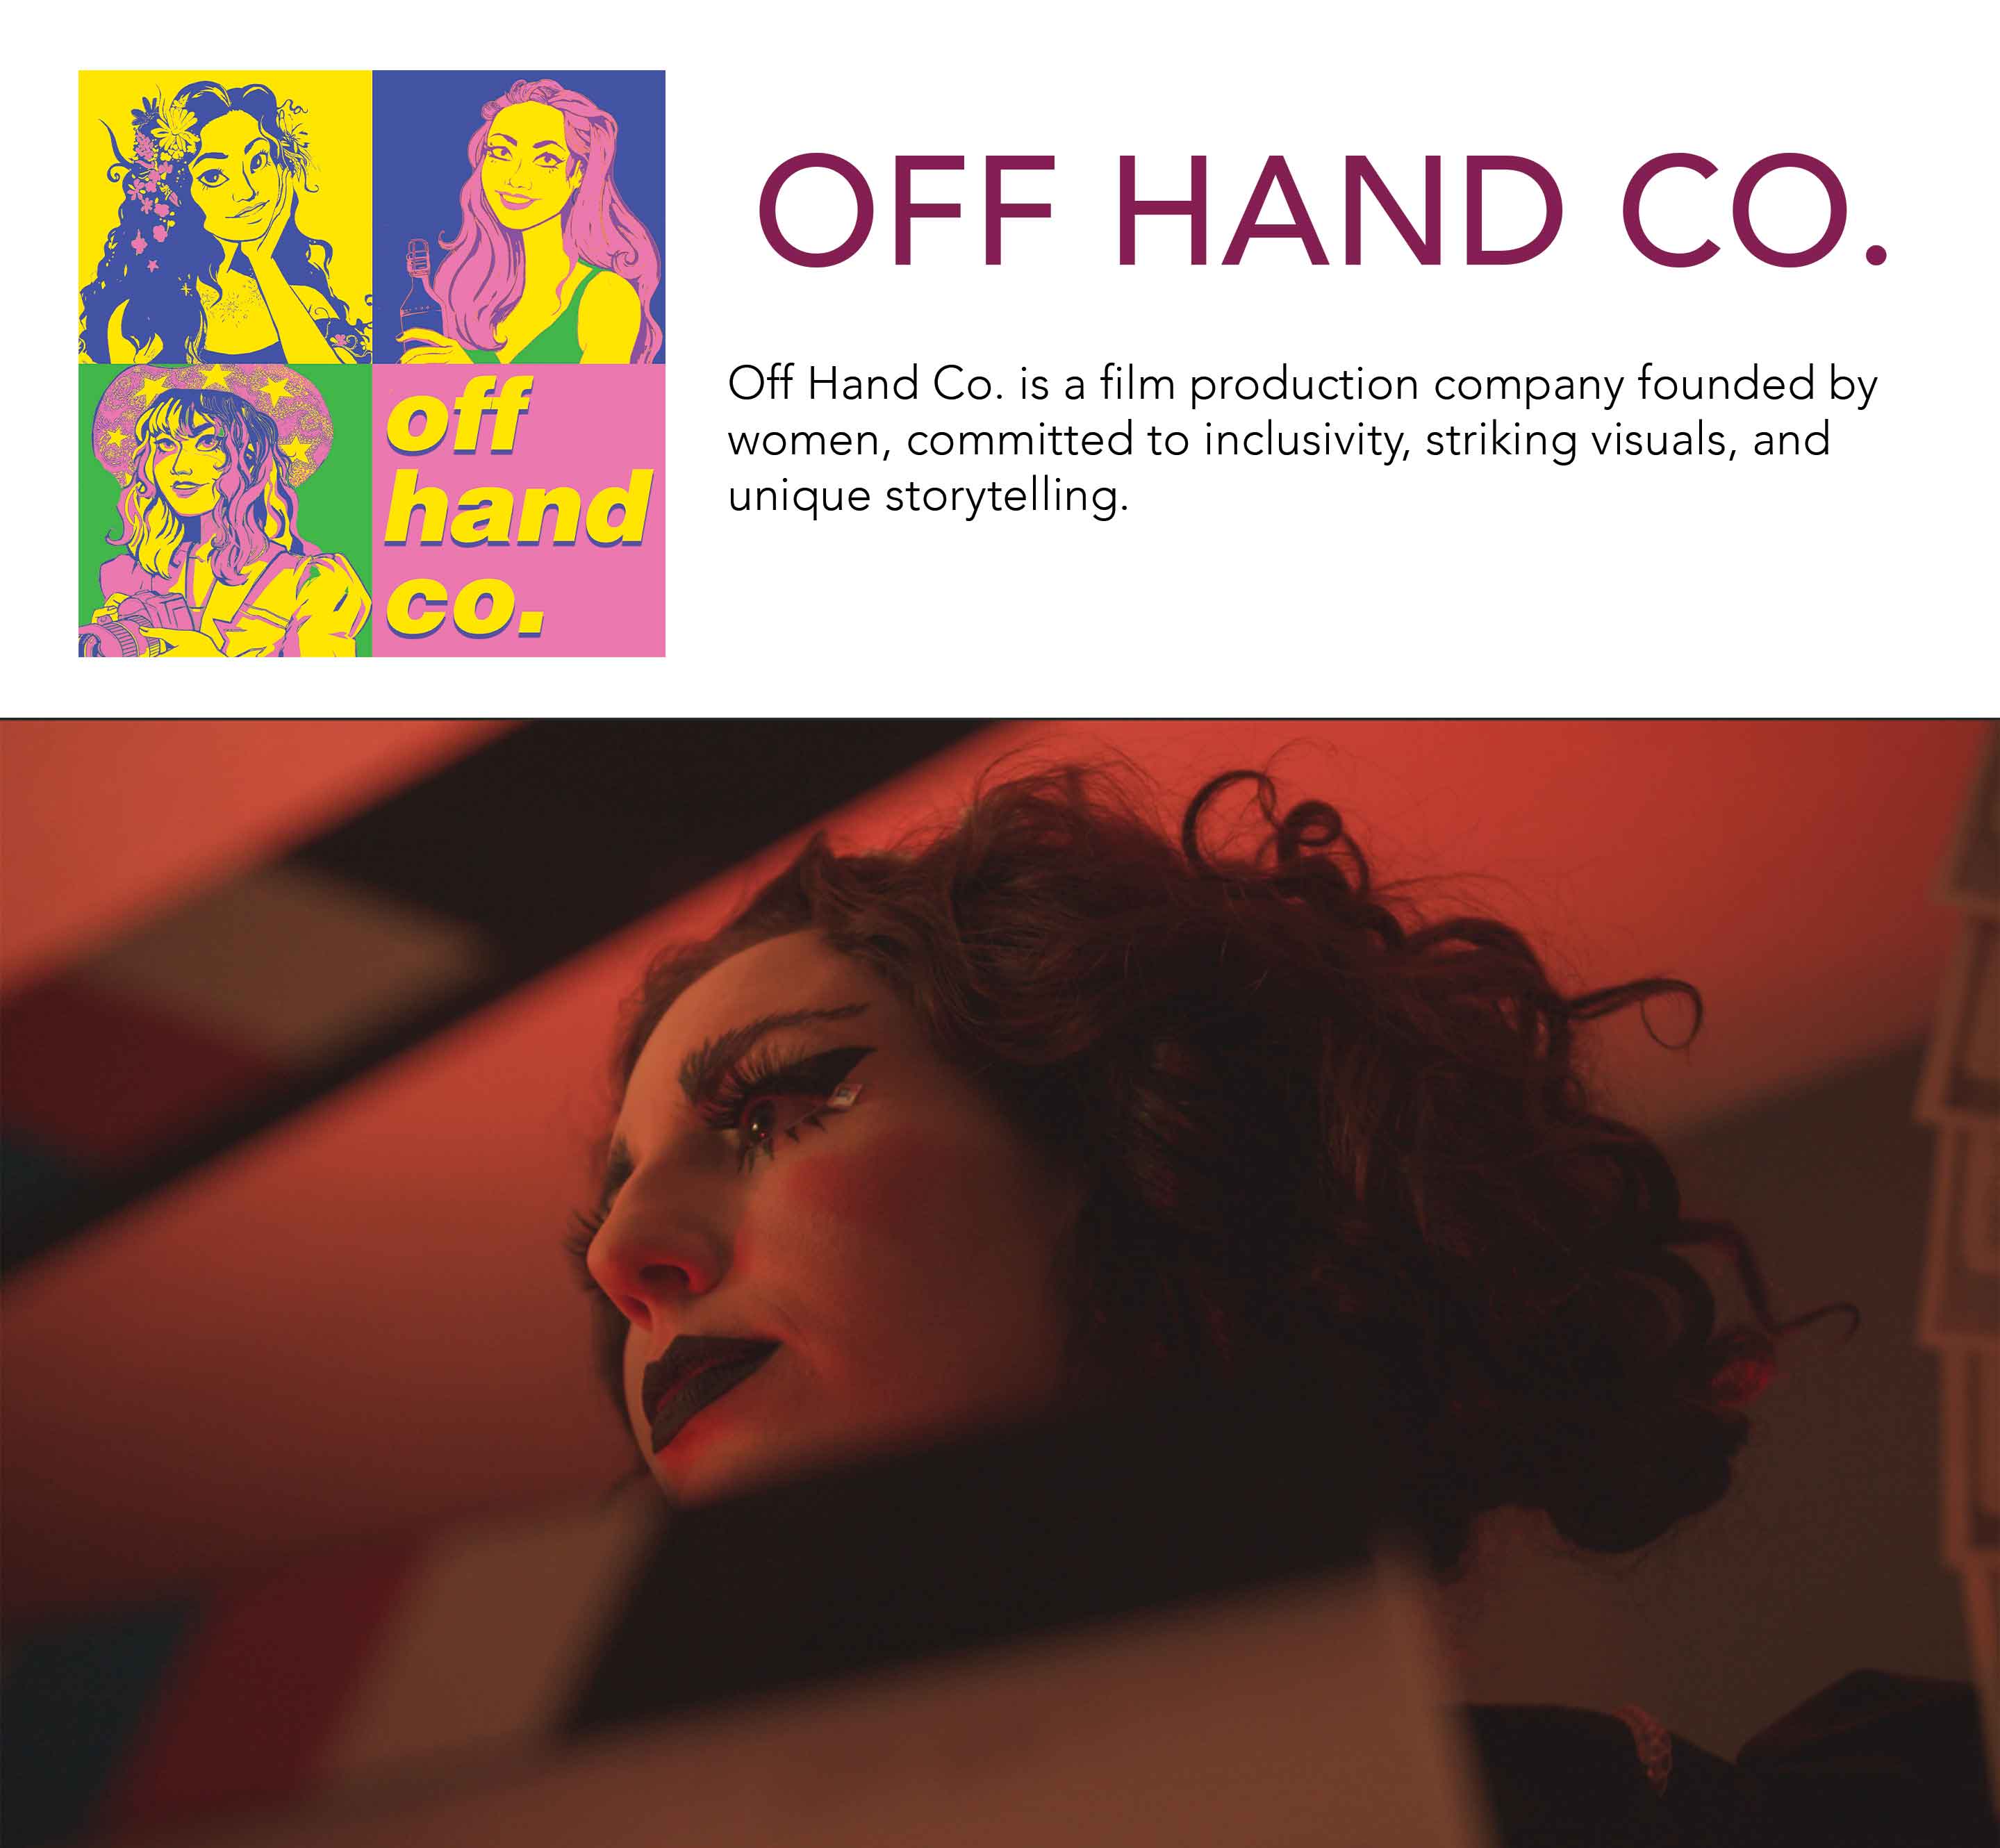 off
hand
co.
OFF HAND CO.
Off Hand Co. is a film production company founded by
women, committed to inclusivity, striking visuals, and
unique storytelling.